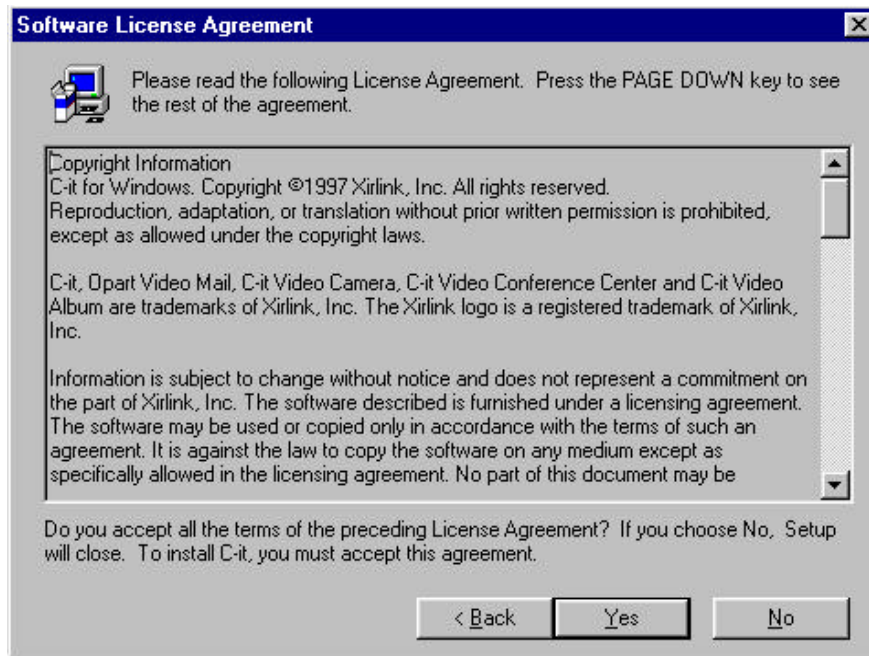 Software License Agreement
Please read the following License Agreement. Press the PAGE DOWN key to see
the rest of the agreement.
Copyright Information
C-it for Windows. Copyright ©1997 Xirlink, Inc. All rights reserved.
Reproduction, adaptation, or translation without prior written permission is prohibited,
except as allowed under the copyright laws.
C-it, Opart Video Mail, C-it Video Camera, C-it Video Conference Center and C-it Video
Album are trademarks of Xirlink, Inc. The Xirlink logo is a registered trademark of Xirlink,
Inc.
Information is subject to change without notice and does not represent a commitment on
the part of Xirlink, Inc. The software described is furnished under a licensing agreement.
The software may be used or copied only in accordance with the terms of such an
agreement. It is against the law to copy the software on any medium except as
specifically allowed in the licensing agreement. No part of this document may be
Do you accept all the terms of the preceding License Agreement? If you choose No, Setup
will close. To install C-it, you must accept this agreement.
< Back Yes No